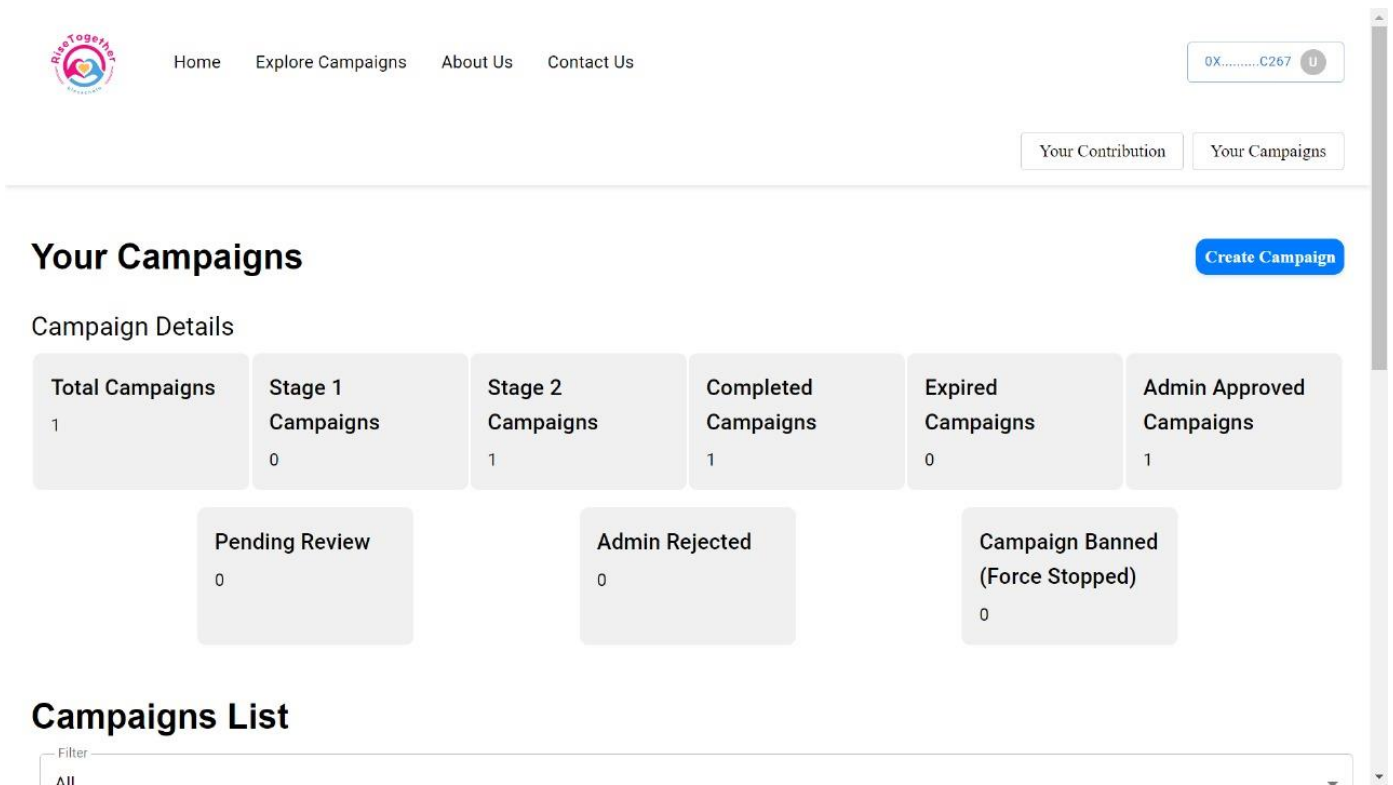 RiseTogether
Home
Explore Campaigns
About Us
Contact Us
0X..........C267
U
Your Contribution
Your Campaigns
Your Campaigns
Create Campaign
Campaign Details
Total Campaigns
1
Stage 1
Campaigns
0
Stage 2
Campaigns
1
Completed
Campaigns
1
Expired
Campaigns
0
Admin Approved
Campaigns
1
Pending Review
0
Admin Rejected
0
Campaign Banned
(Force Stopped)
0
Campaigns List
Filter
All